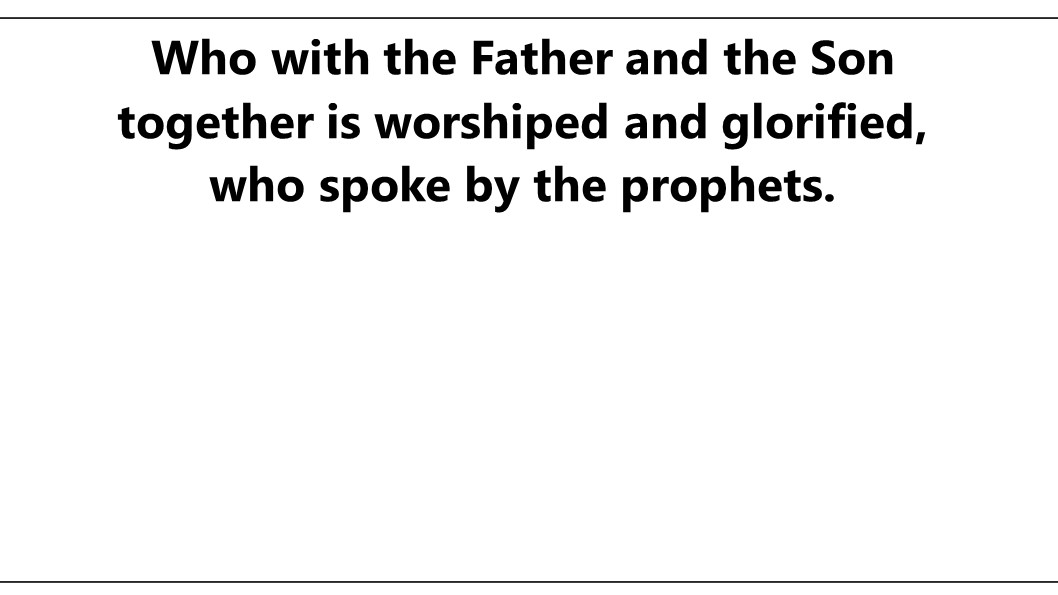 Who with the Father and the Son
together is worshiped and glorified,
who spoke by the prophets.